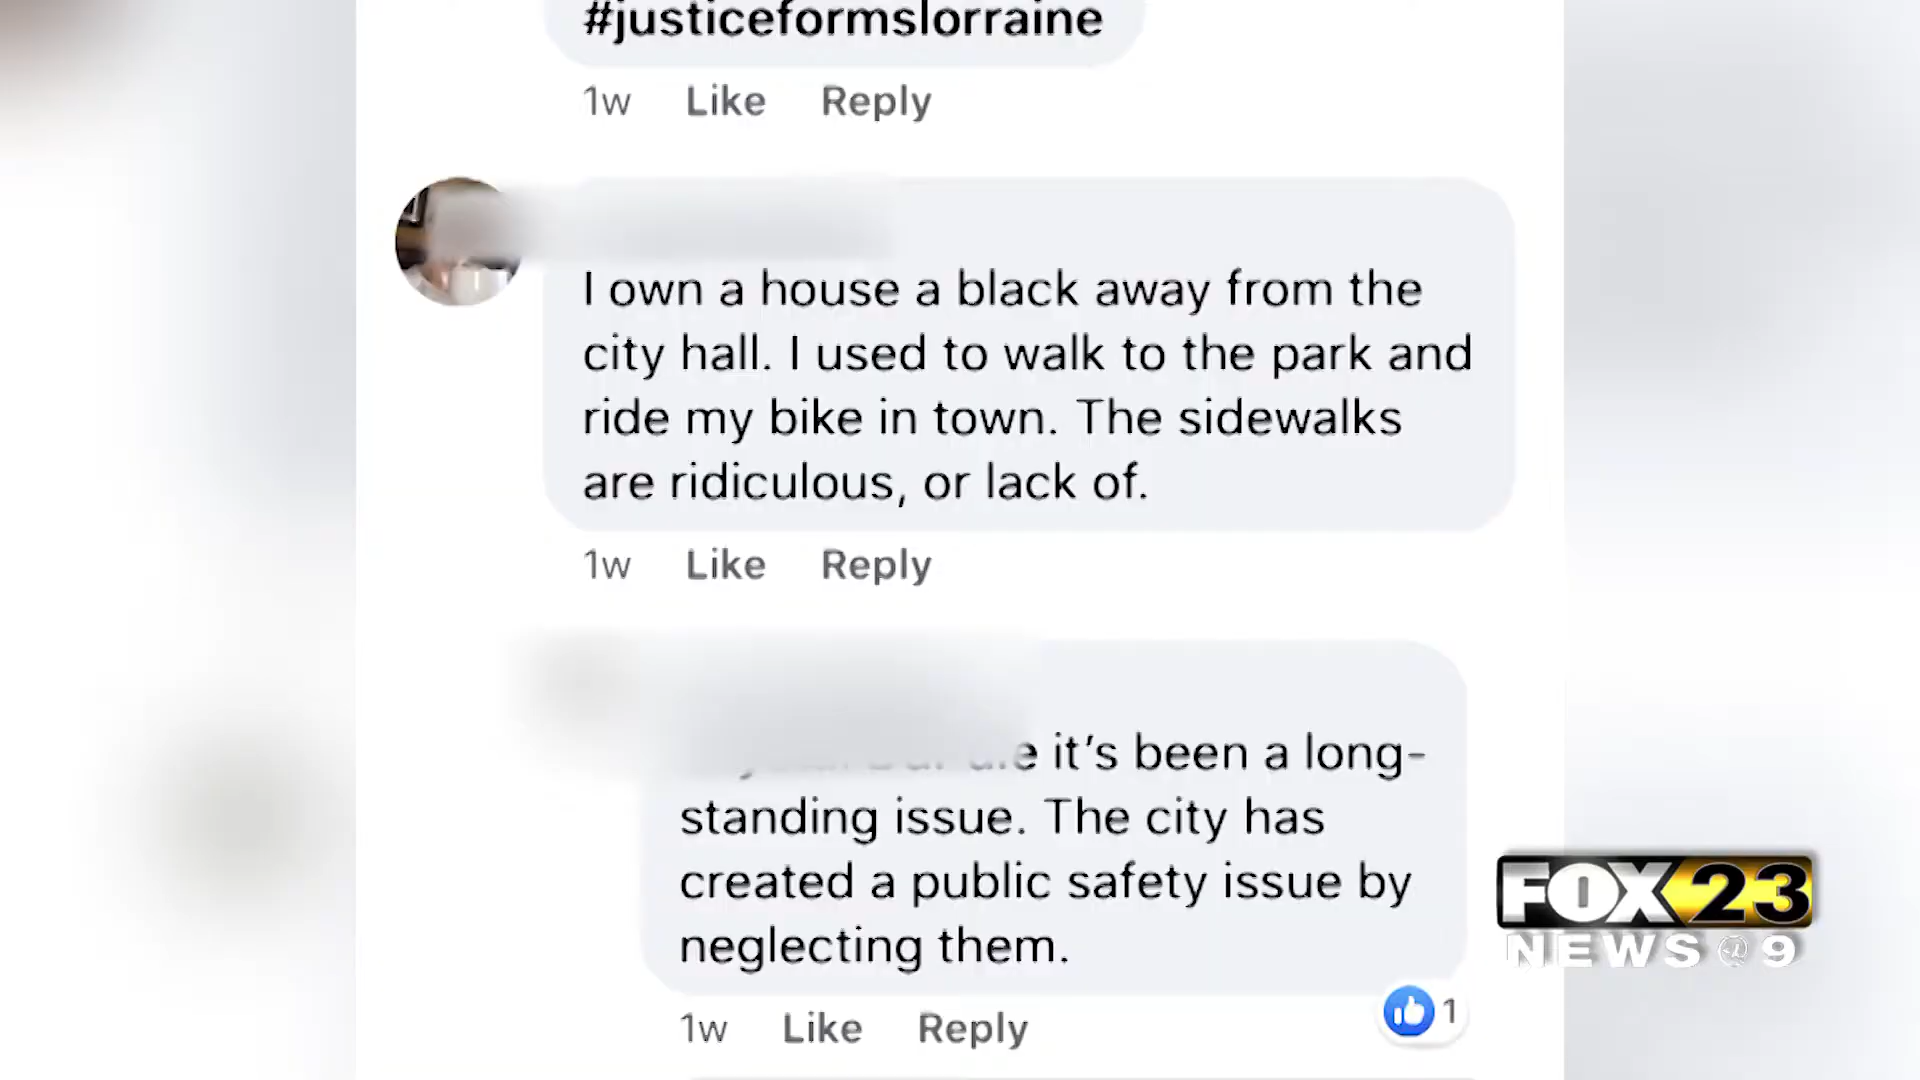 #justiceformslorraine
1w Like Reply
I own a house a black away from the
city hall. I used to walk to the park and
ride my bike in town. The sidewalks
are ridiculous, or lack of.
1w Like Reply
it's been a long-
standing issue. The city has
created a public safety issue by
neglecting them.
1
1w Like Reply
FOX 23
NEWS @ 9